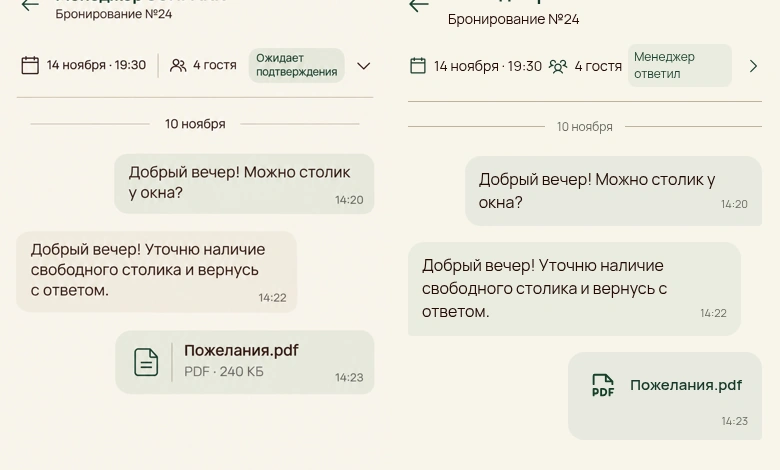 Бронирование №24
14 ноября · 19:30
4 гостя
Ожидает
подтверждения
10 ноября
Добрый вечер! Можно столик
у окна?
14:20
Добрый вечер! Уточню наличие
свободного столика и вернусь
с ответом.
14:22
Пожелания.pdf
PDF · 240 КБ
14:23
Бронирование №24
14 ноября · 19:30
4 гостя
Менеджер
ответил
10 ноября
Добрый вечер! Можно столик у
окна?
14:20
Добрый вечер! Уточню наличие
свободного столика и вернусь с
ответом.
14:22
PDF
Пожелания.pdf
14:23